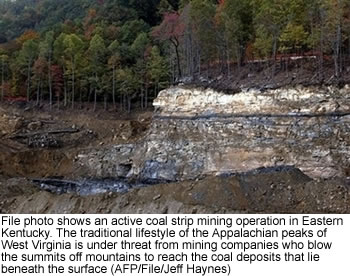 File photo shows an active coal strip mining operation in Eastern
Kentucky. The traditional lifestyle of the Appalachian peaks of
West Virginia is under threat from mining companies who blow
the summits off mountains to reach the coal deposits that lie
beneath the surface (AFP/File/Jeff Haynes)